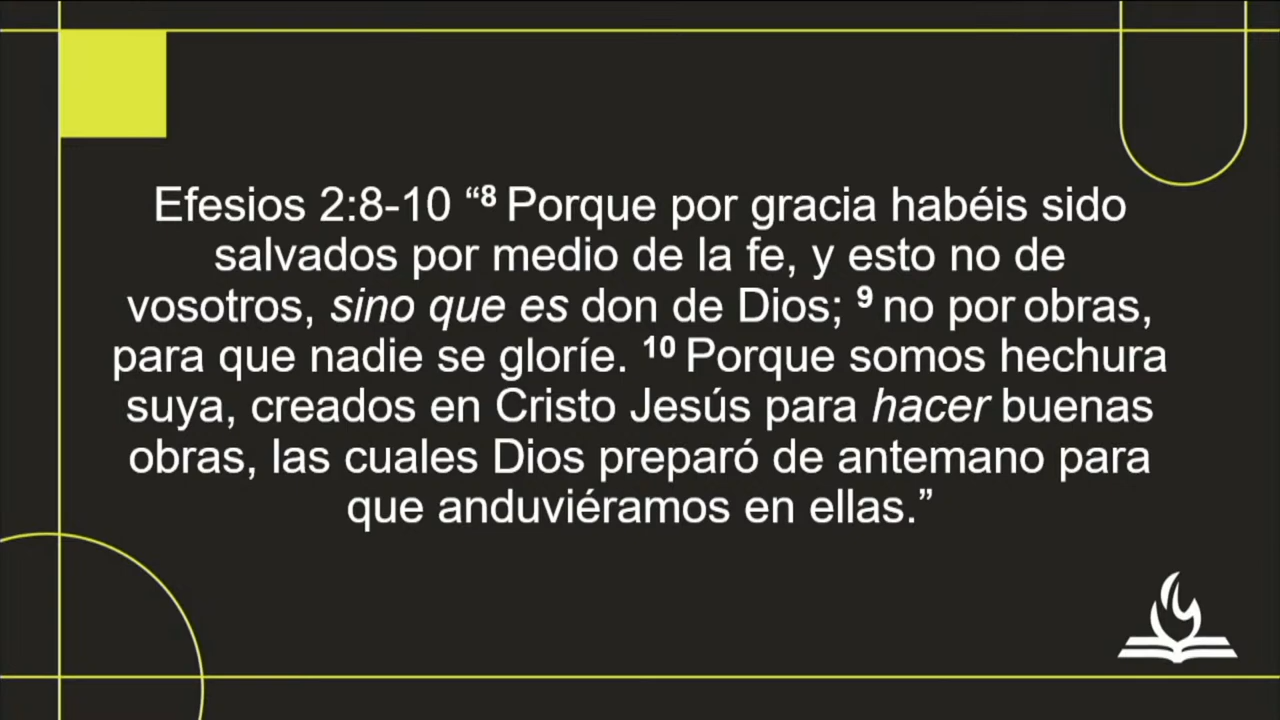 Efesios 2:8-10 “8 Porque por gracia habéis sido
salvados por medio de la fe, y esto no de
vosotros, sino que es don de Dios; 9 no por obras,
para que nadie se gloríe. 10 Porque somos hechura
suya, creados en Cristo Jesús para hacer buenas
obras, las cuales Dios preparó de antemano para
que anduviéramos en ellas.”